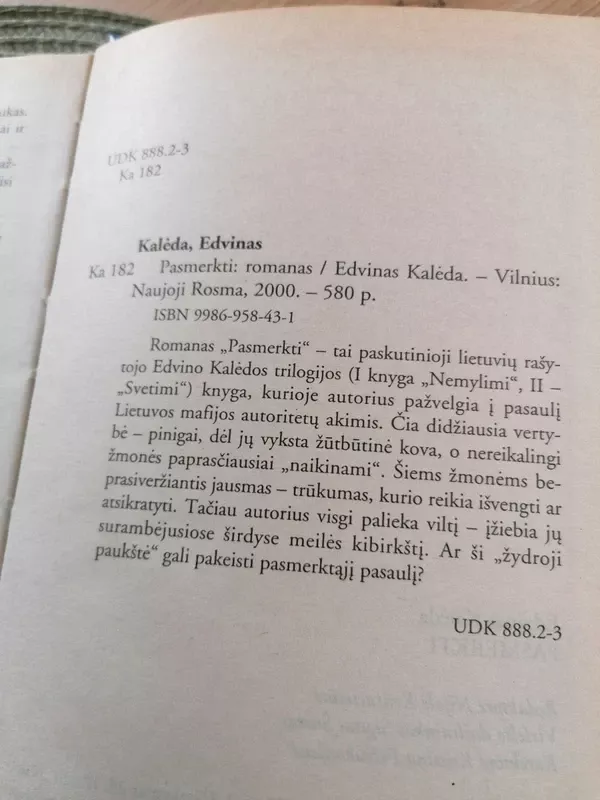 UDK 888.2-3
Ka 182
Kalėda, Edvinas
Ka 182 Pasmerkti: romanas / Edvinas Kalėda. – Vilnius:
Naujoji Rosma, 2000. – 580 p.
ISBN 9986-958-43-1
Romanas „Pasmerkti“ – tai paskutinioji lietuvių rašy-
tojo Edvino Kalėdos trilogijos (I knyga „Nemylimi“, II –
„Svetimi“) knyga, kurioje autorius pažvelgia į pasaulį
Lietuvos mafijos autoritetų akimis. Čia didžiausia verty-
bė – pinigai, dėl jų vyksta žūtbūtinė kova, o nereikalingi
žmonės paprasčiausiai „naikinami“. Šiems žmonėms be-
prasiveržiantis jausmas – trūkumas, kurio reikia išvengti ar
atsikratyti. Tačiau autorius visgi palieka viltį – įžiebia jų
surambėjusiose širdyse meilės kibirkštį. Ar ši „žydroji
paukštė“ gali pakeisti pasmerktąjį pasaulį?
UDK 888.2-3